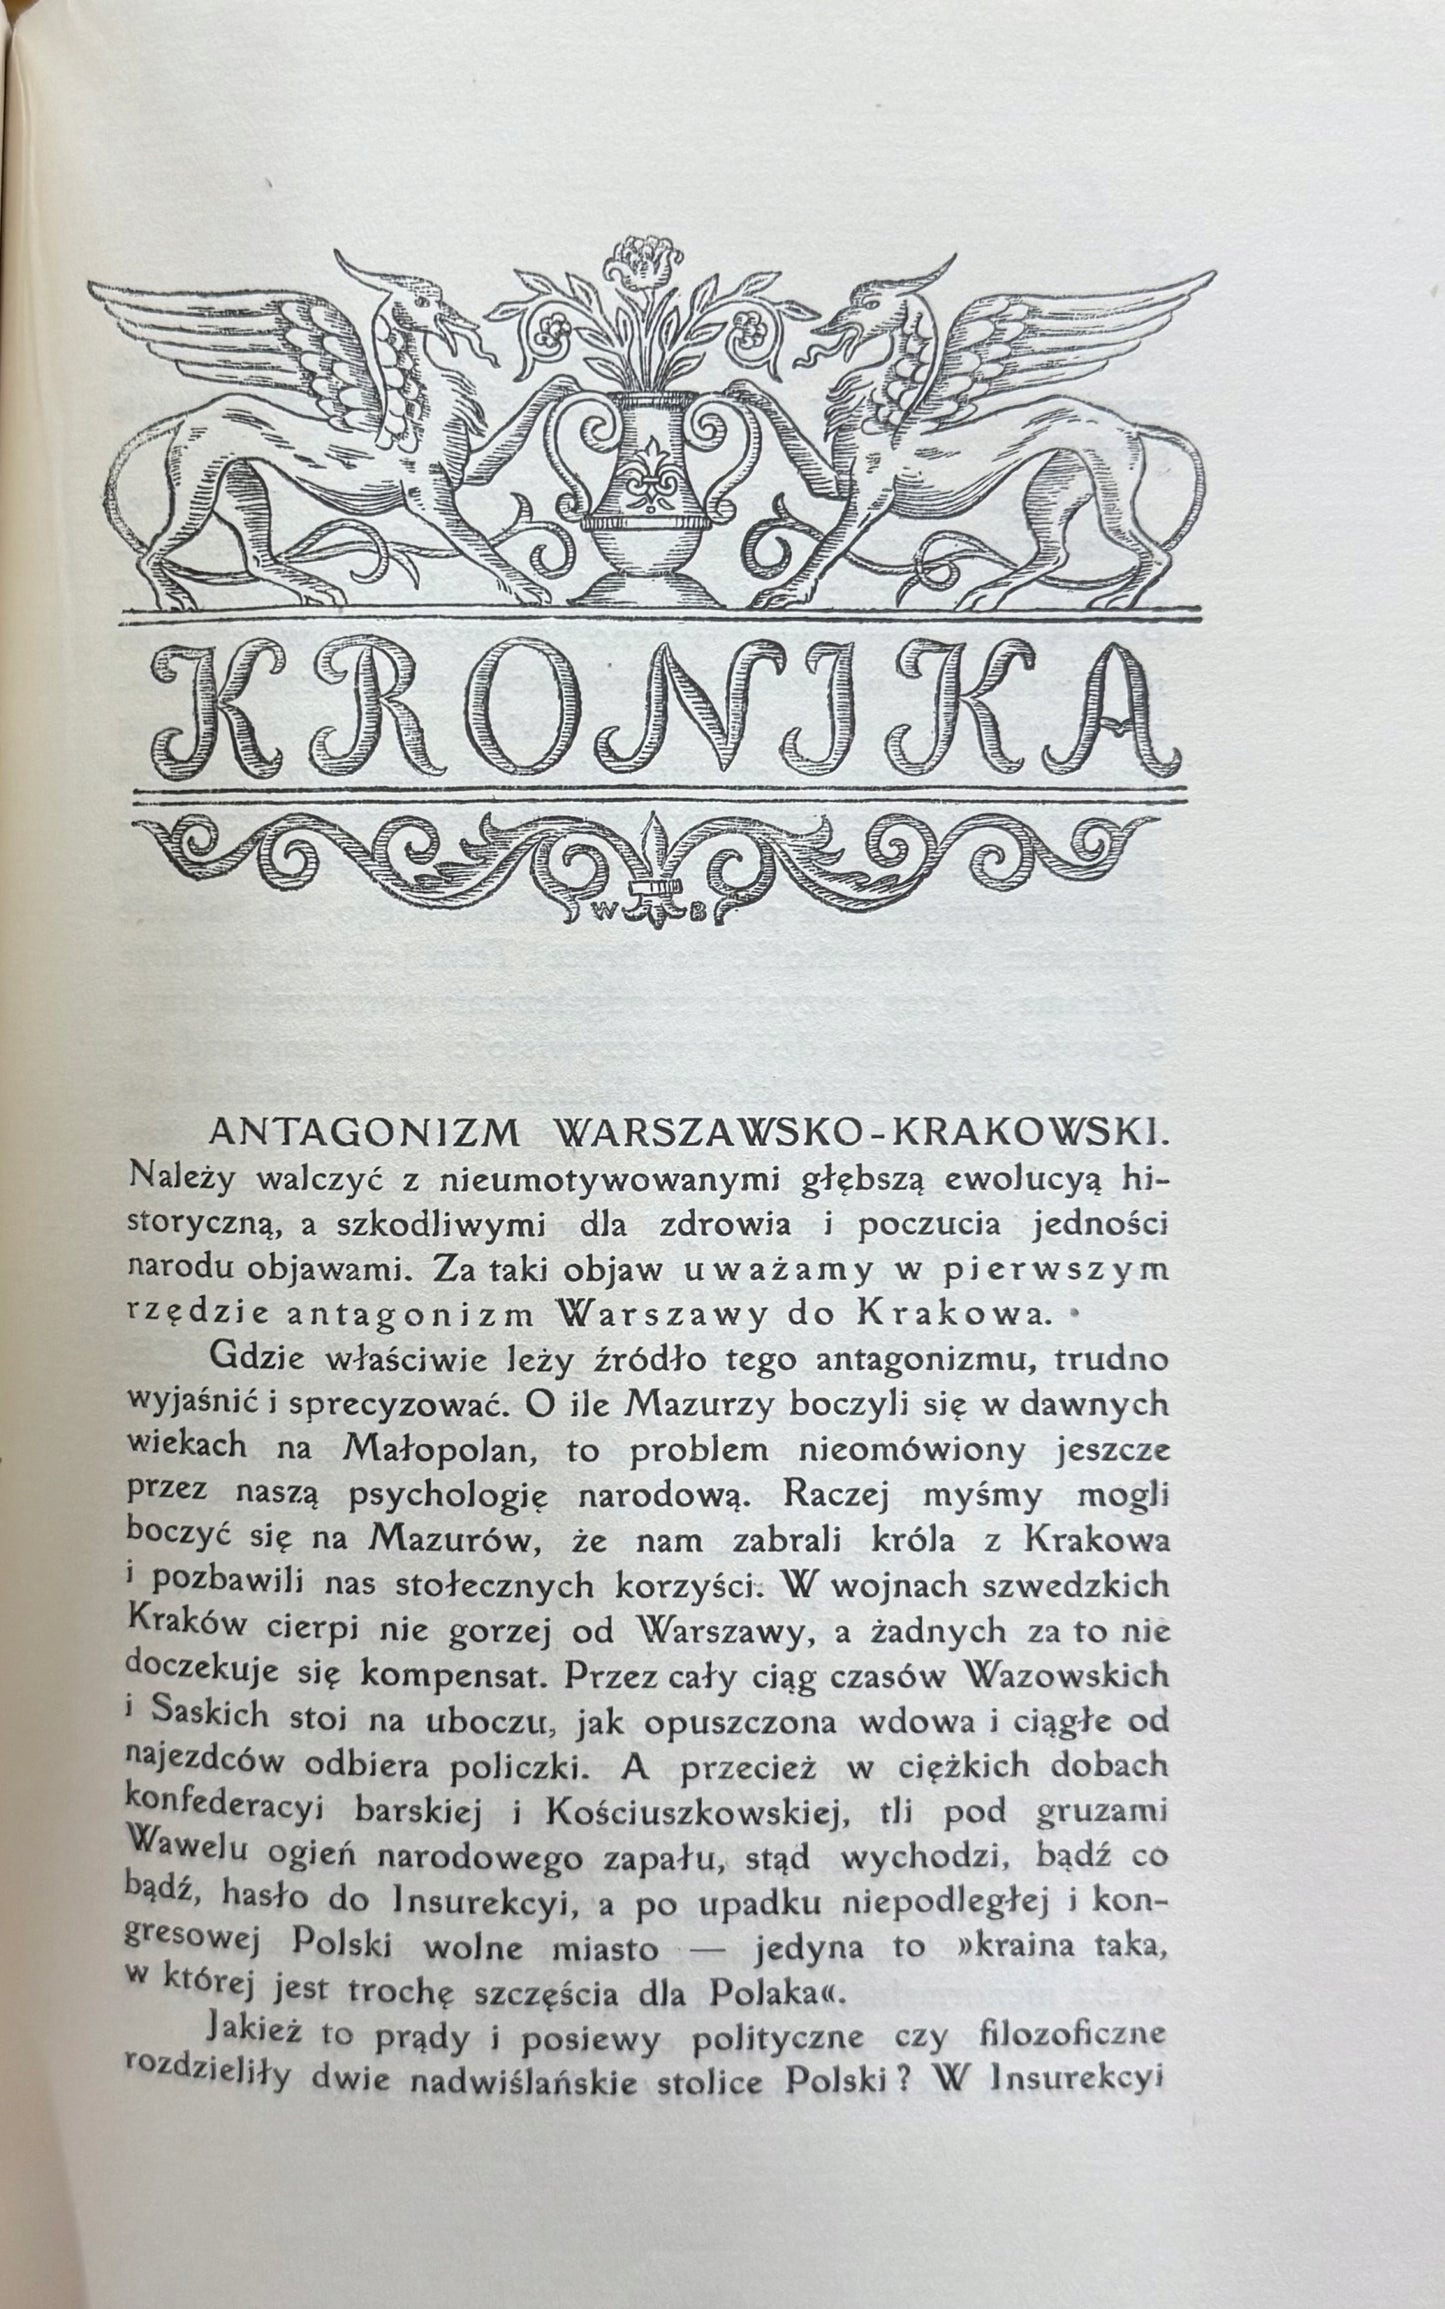 KRONIKA
W B
ANTAGONIZM WARSZAWSKO-KRAKOWSKI.
Należy walczyć z nieumotywowanymi głębszą ewolucyą hi-
storyczną, a szkodliwymi dla zdrowia i poczucia jedności
narodu objawami. Za taki objaw uważamy w pierwszym
rzędzie antagonizm Warszawy do Krakowa.
Gdzie właściwie leży źródło tego antagonizmu, trudno
wyjaśnić i sprecyzować. O ile Mazurzy boczyli się w dawnych
wiekach na Małopolan, to problem nieomówiony jeszcze
przez naszą psychologię narodową. Raczej myśmy mogli
boczyć się na Mazurów, że nam zabrali króla z Krakowa
i pozbawili nas stołecznych korzyści. W wojnach szwedzkich
Kraków cierpi nie gorzej od Warszawy, a żadnych za to nie
doczekuje się kompensat. Przez cały ciąg czasów Wazowskich
i Saskich stoi na uboczu, jak opuszczona wdowa i ciągłe od
najezdców odbiera policzki. A przecież w ciężkich dobach
konfederacyi barskiej i Kościuszkowskiej, tli pod gruzami
Wawelu ogień narodowego zapału, stąd wychodzi, bądź co
bądź, hasło do Insurekcyi, a po upadku niepodległej i kon-
gresowej Polski wolne miasto — jedyna to »kraina taka,
w której jest trochę szczęścia dla Polaka«.
Jakież to prądy i posiewy polityczne czy filozoficzne
rozdzieliły dwie nadwiślańskie stolice Polski? W Insurekcyi